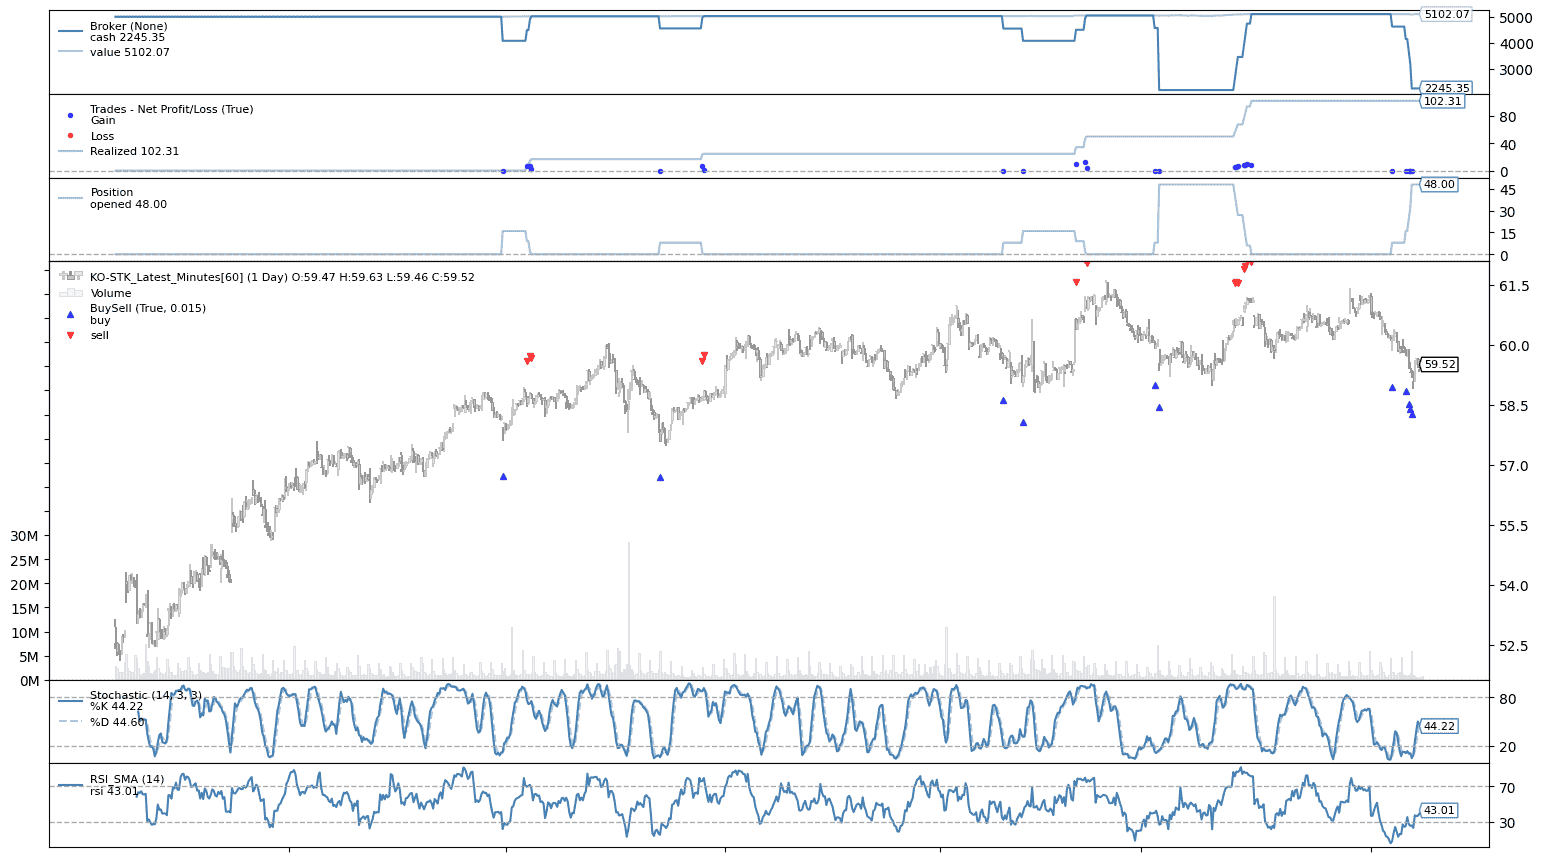 Broker (None)
cash 2245.35
value 5102.07
5102.07
5000
4000
3000
2245.35
Trades - Net Profit/Loss (True)
Gain
Loss
Realized 102.31
102.31
80
40
0
Position
opened 48.00
48.00
45
30
15
0
KO-STK_Latest_Minutes[60] (1 Day) O:59.47 H:59.63 L:59.46 C:59.52
Volume
BuySell (True, 0.015)
buy
sell
61.5
60.0
59.52
58.5
57.0
55.5
54.0
52.5
30M
25M
20M
15M
10M
5M
0M
Stochastic (14, 3, 3)
%K 44.22
%D 44.60
80
44.22
20
RSI_SMA (14)
rsi 43.01
70
43.01
30